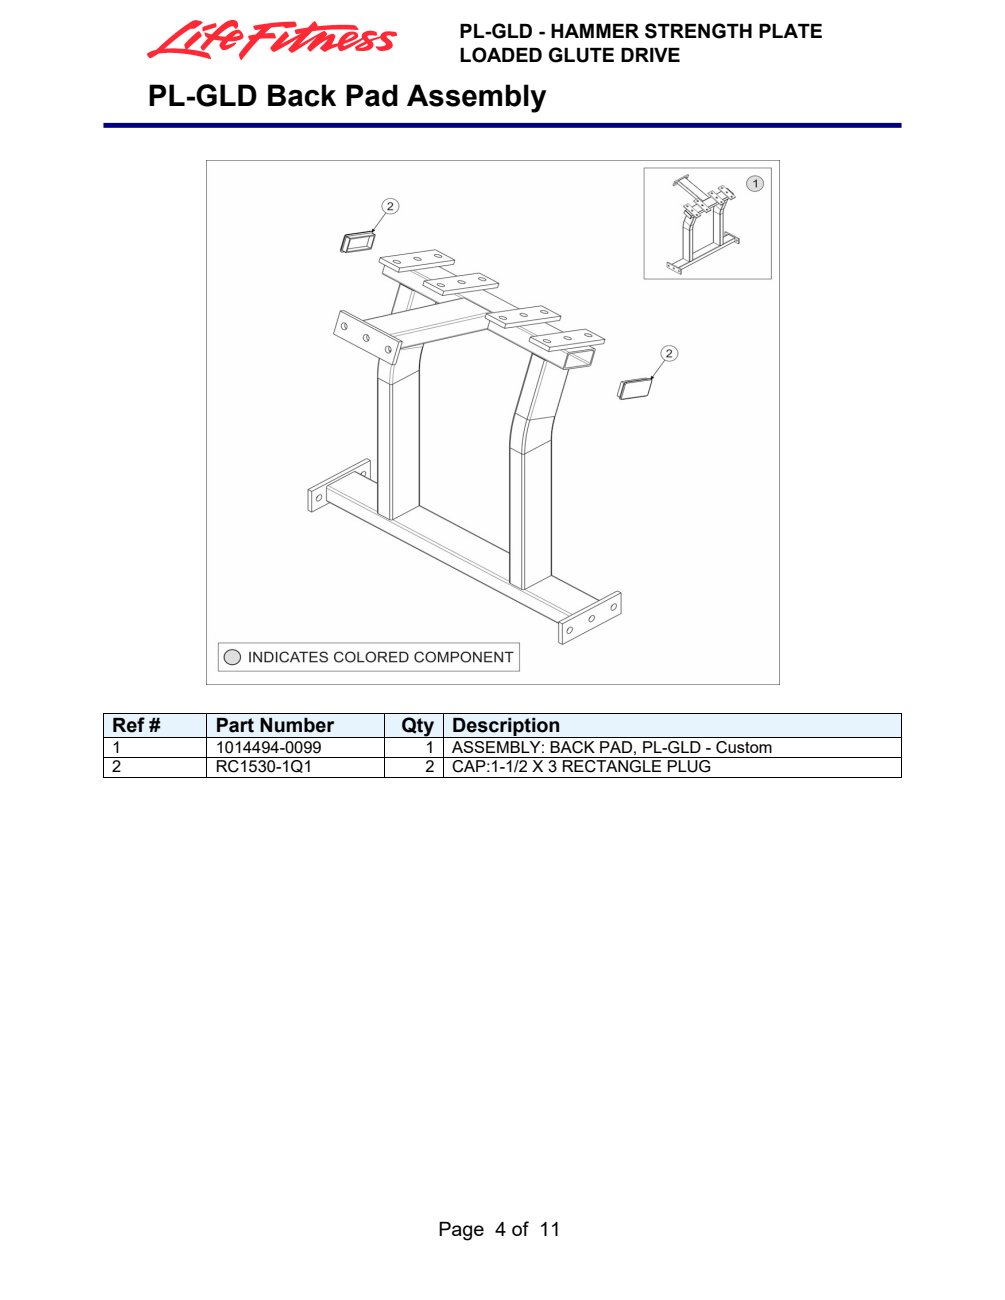 Life Fitness
PL-GLD - HAMMER STRENGTH PLATE
LOADED GLUTE DRIVE
PL-GLD Back Pad Assembly
1
2
2
INDICATES COLORED COMPONENT
Ref # Part Number Qty Description
1 1014494-0099 1 ASSEMBLY: BACK PAD, PL-GLD - Custom
2 RC1530-1Q1 2 CAP:1-1/2 X 3 RECTANGLE PLUG
Page 4 of 11